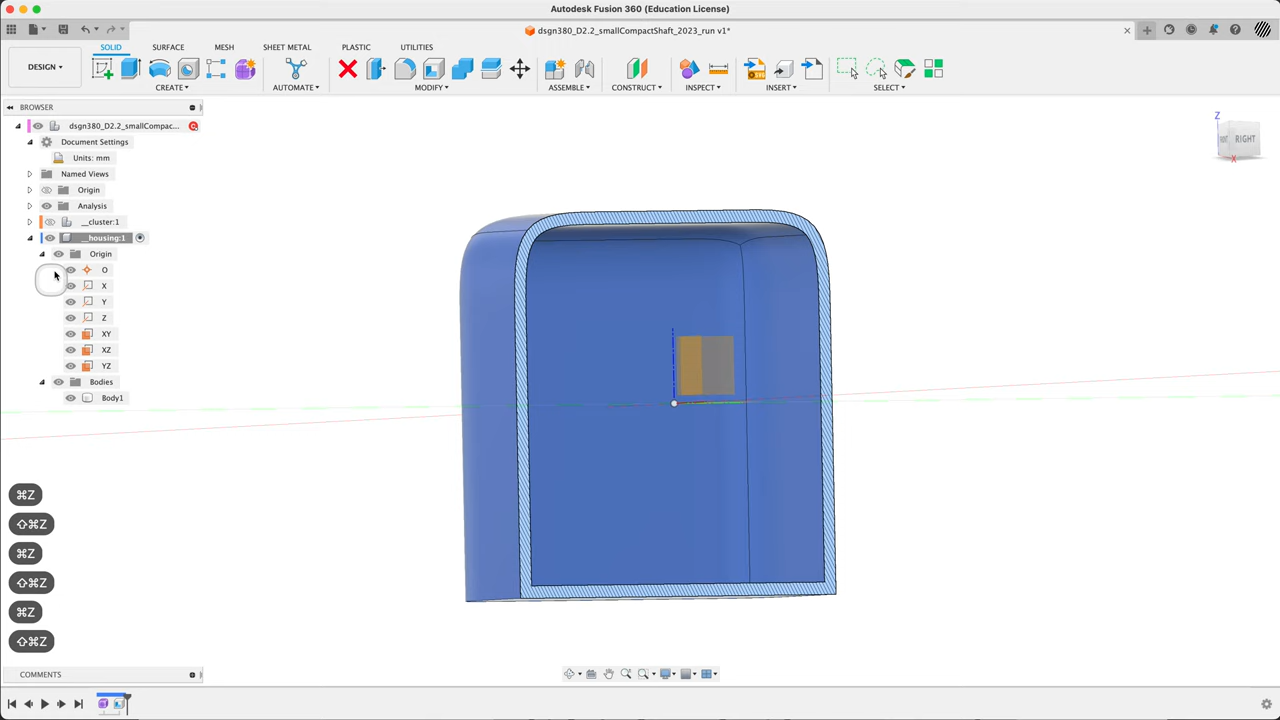 Autodesk Fusion 360 (Education License)
dsgn380_D2.2_smallCompactShaft_2023_run v1*
SOLID SURFACE MESH SHEET METAL PLASTIC UTILITIES
DESIGN
CREATE AUTOMATE MODIFY ASSEMBLE CONSTRUCT INSPECT INSERT SELECT
BROWSER
dsgn380_D2.2_smallCompac...
Document Settings
Units: mm
Named Views
Origin
Analysis
__cluster:1
__housing:1
Origin
O
X
Y
Z
XY
XZ
YZ
Bodies
Body1
Z
RIGHT
X
⌘Z
⇧⌘Z
⌘Z
⇧⌘Z
⌘Z
⇧⌘Z
COMMENTS